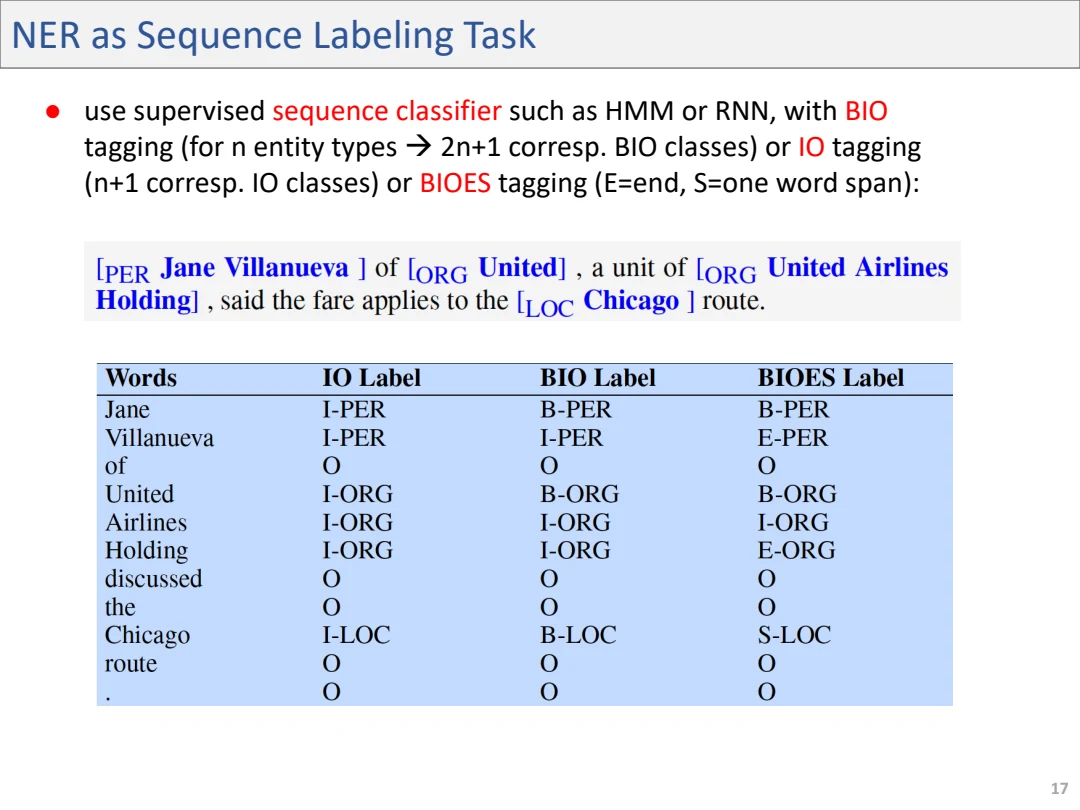 NER as Sequence Labeling Task
● use supervised sequence classifier such as HMM or RNN, with BIO
tagging (for n entity types → 2n+1 corresp. BIO classes) or IO tagging
(n+1 corresp. IO classes) or BIOES tagging (E=end, S=one word span):
[PER Jane Villanueva ] of [ORG United] , a unit of [ORG United Airlines
Holding] , said the fare applies to the [LOC Chicago ] route.
Words IO Label BIO Label BIOES Label
Jane I-PER B-PER B-PER
Villanueva I-PER I-PER E-PER
of O O O
United I-ORG B-ORG B-ORG
Airlines I-ORG I-ORG I-ORG
Holding I-ORG I-ORG E-ORG
discussed O O O
the O O O
Chicago I-LOC B-LOC S-LOC
route O O O
. O O O
17